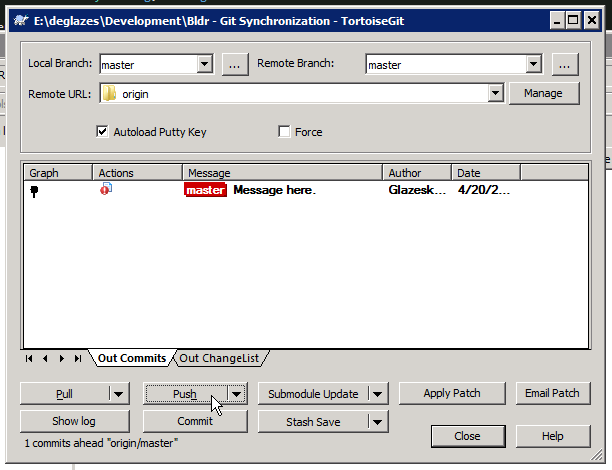 E:\deglazes\Development\Bldr - Git Synchronization - TortoiseGit
Local Branch: master ... Remote Branch: master ...
Remote URL: origin Manage
Autoload Putty Key Force
Graph Actions Message Author Date
master Message here. Glazesk... 4/20/2...
Out Commits Out ChangeList
Pull Push Submodule Update Apply Patch Email Patch
Show log Commit Stash Save
Close Help
1 commits ahead "origin/master"